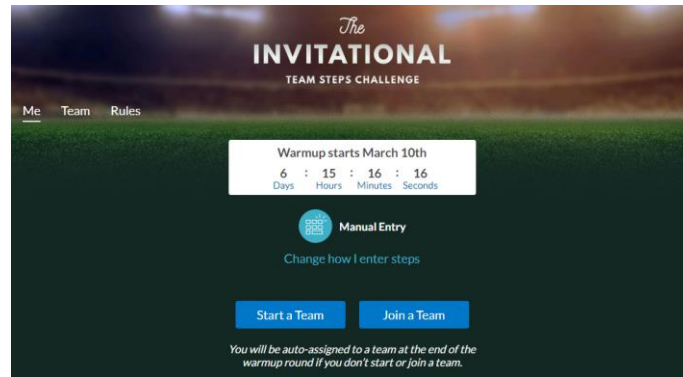 The
INVITATIONAL
TEAM STEPS CHALLENGE
Me Team Rules
Warmup starts March 10th
6 : 15 : 16 : 16
Days Hours Minutes Seconds
Manual Entry
Change how I enter steps
Start a Team Join a Team
You will be auto-assigned to a team at the end of the
warmup round if you don't start or join a team.